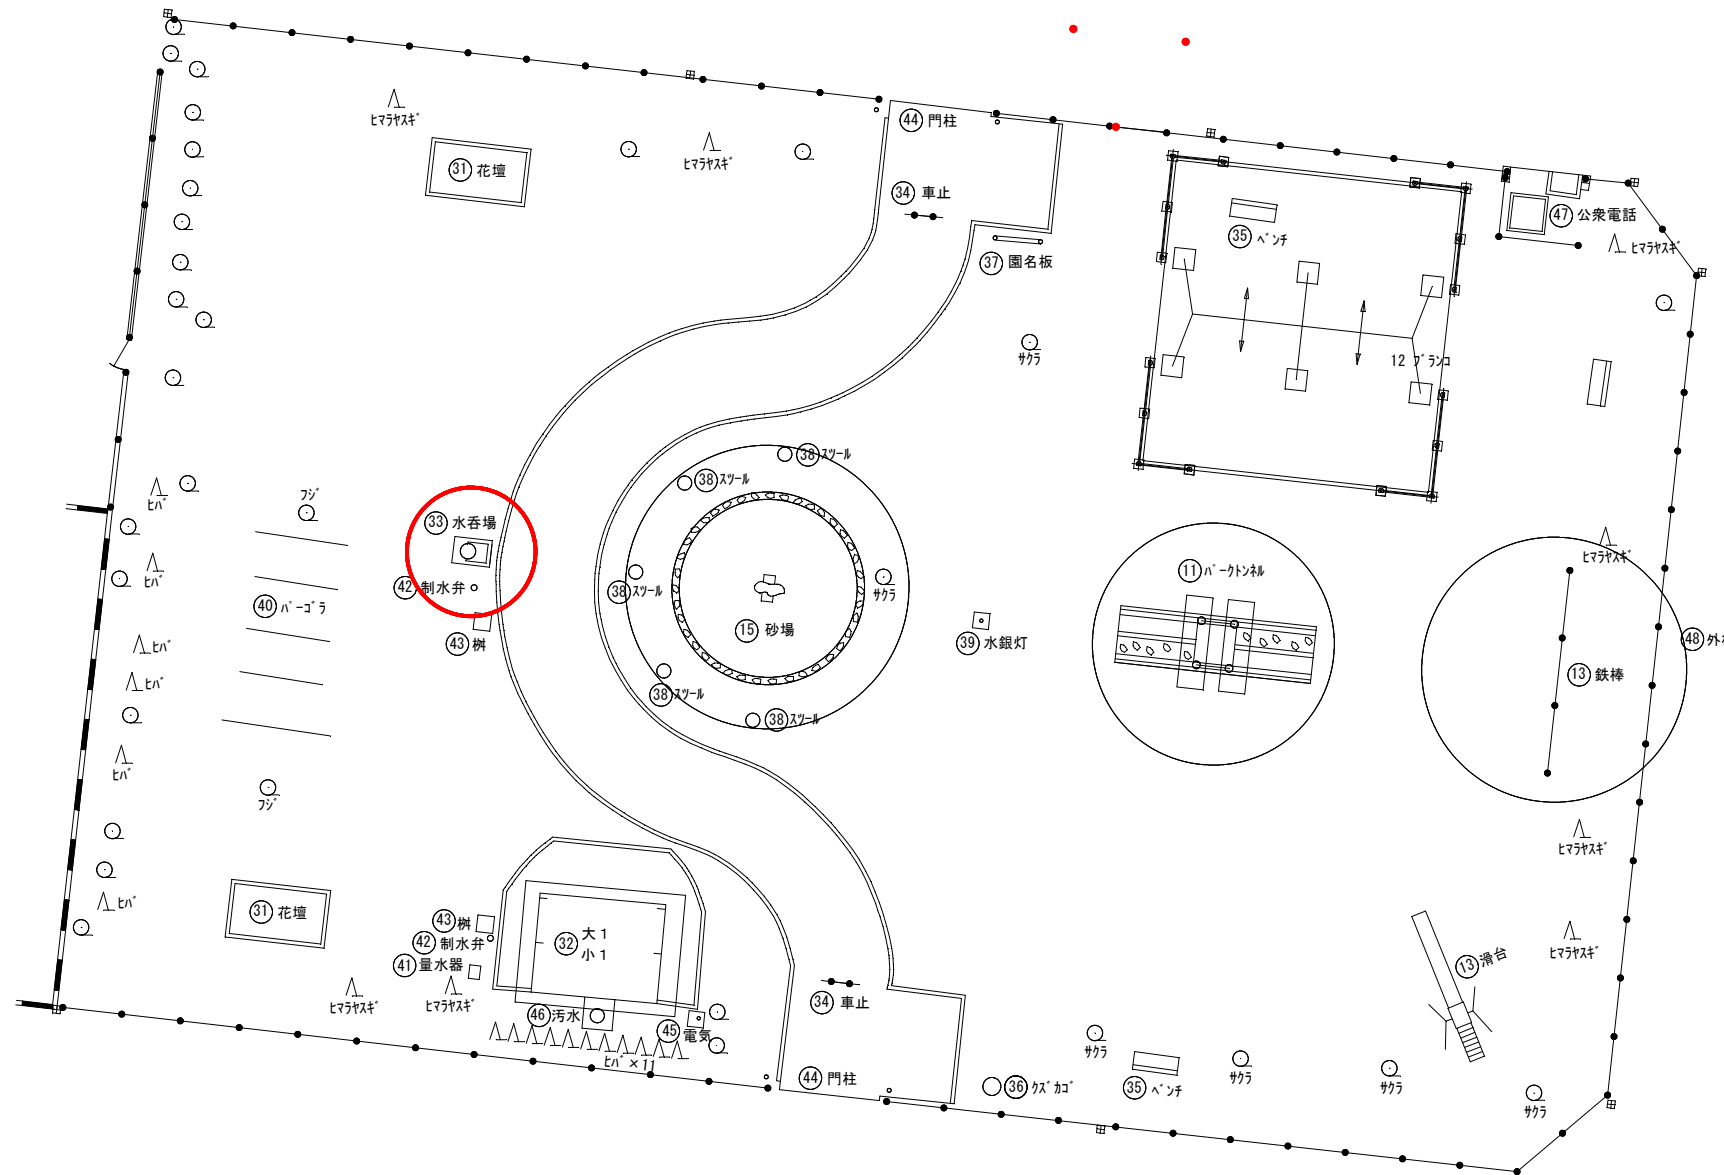 ヒマラヤスギ
44 門柱
ヒマラヤスギ
31 花壇
34 車止
47 公衆電話
35 ベンチ
ヒマラヤスギ
37 園名板
サクラ
12 ブランコ
38 スツール
38 スツール
フジ
ヒバ
33 水呑場
ヒマラヤスギ
ヒバ
11 パークトンネル
42 制水弁
38 スツール
サクラ
40 パーゴラ
15 砂場
43 桝
39 水銀灯
48 外
ヒバ
13 鉄棒
ヒバ
38 スツール
38 スツール
ヒバ
フジ
ヒマラヤスギ
ヒバ
31 花壇
43 桝
32 大1
小1
42 制水弁
41 量水器
ヒマラヤスギ
13 滑台
ヒマラヤスギ
ヒマラヤスギ
34 車止
46 汚水
45 電気
ヒバ×11
サクラ
サクラ
サクラ
44 門柱
36 クズカゴ
35 ベンチ
サクラ